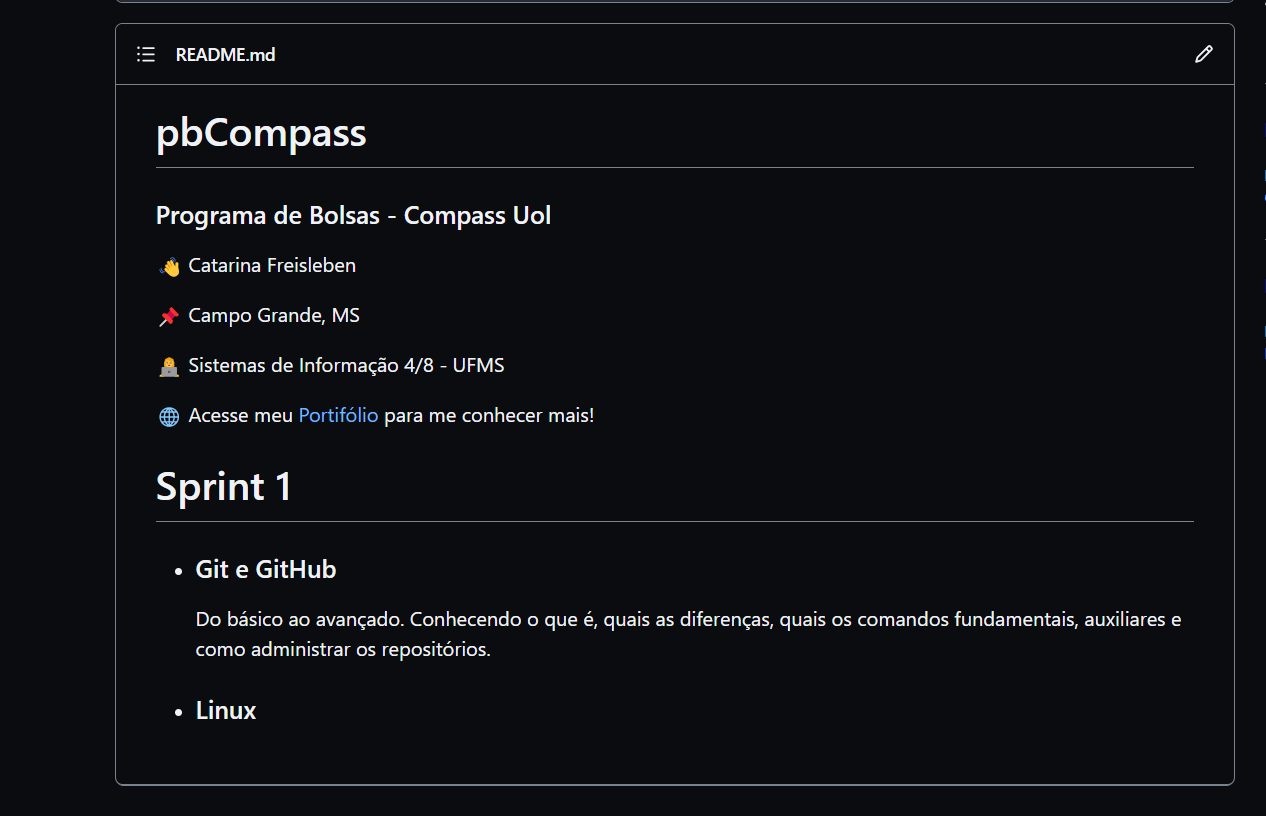 README.md
pbCompass
Programa de Bolsas - Compass Uol
👋 Catarina Freisleben
📌 Campo Grande, MS
👩‍💻 Sistemas de Informação 4/8 - UFMS
🌐 Acesse meu Portifólio para me conhecer mais!
Sprint 1
• Git e GitHub
Do básico ao avançado. Conhecendo o que é, quais as diferenças, quais os comandos fundamentais, auxiliares e
como administrar os repositórios.
• Linux